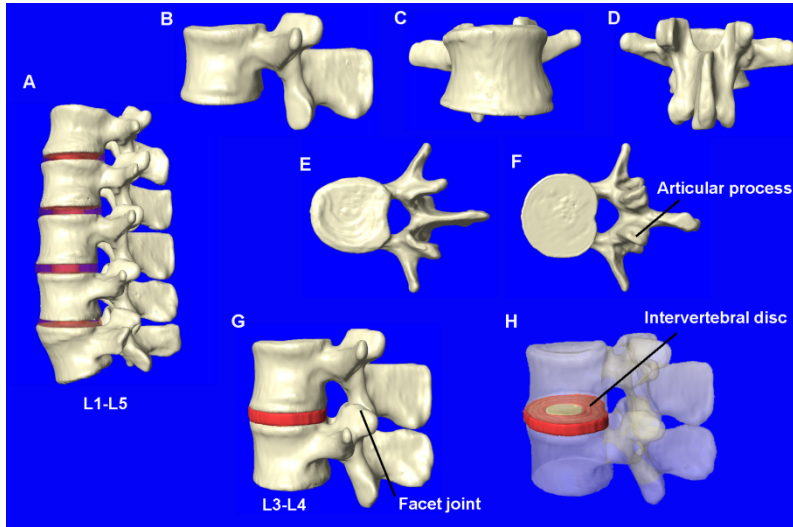 B
C
D
A
E
F
Articular process
G
H
Intervertebral disc
L1-L5
L3-L4
Facet joint